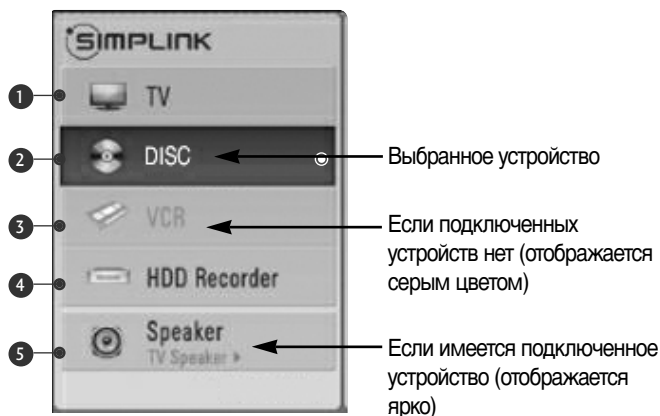 SIMPLINK
1 TV
2 DISC
Выбранное устройство
3 VCR
Если подключенных
устройств нет (отображается
серым цветом)
4 HDD Recorder
5 Speaker
TV Speaker ▶
Если имеется подключенное
устройство (отображается
ярко)